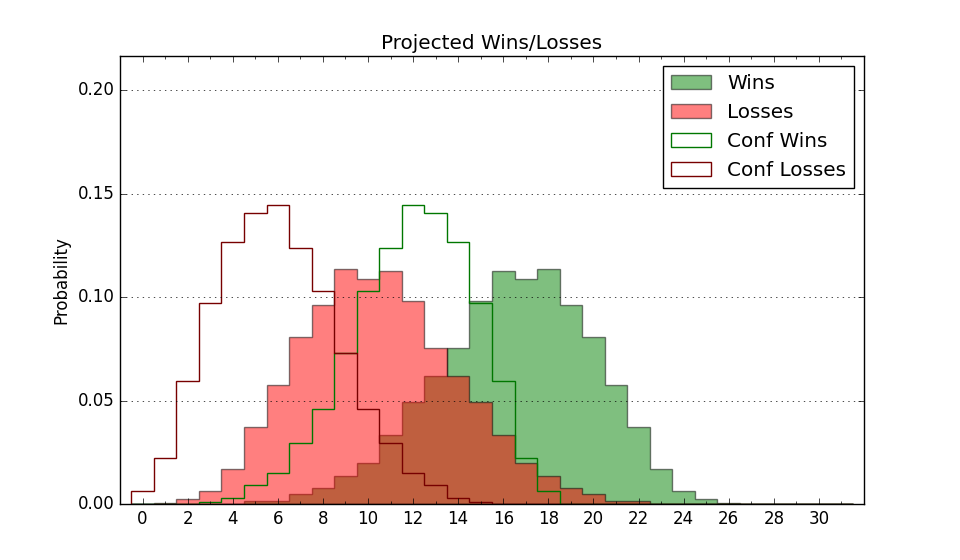 Projected Wins/Losses
Wins
Losses
Conf Wins
Conf Losses
Probability
0.20
0.15
0.10
0.05
0.00
0 2 4 6 8 10 12 14 16 18 20 22 24 26 28 30